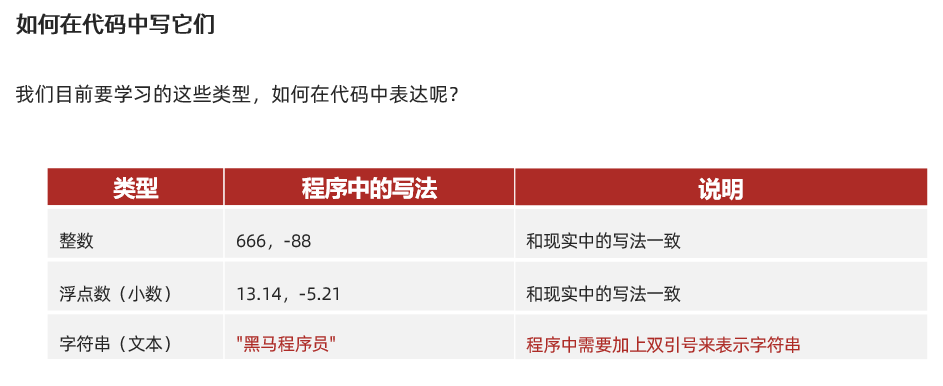 如何在代码中写它们
我们目前要学习的这些类型，如何在代码中表达呢？
类型 程序中的写法 说明
整数 666，-88 和现实中的写法一致
浮点数（小数） 13.14，-5.21 和现实中的写法一致
字符串（文本） "黑马程序员" 程序中需要加上双引号来表示字符串